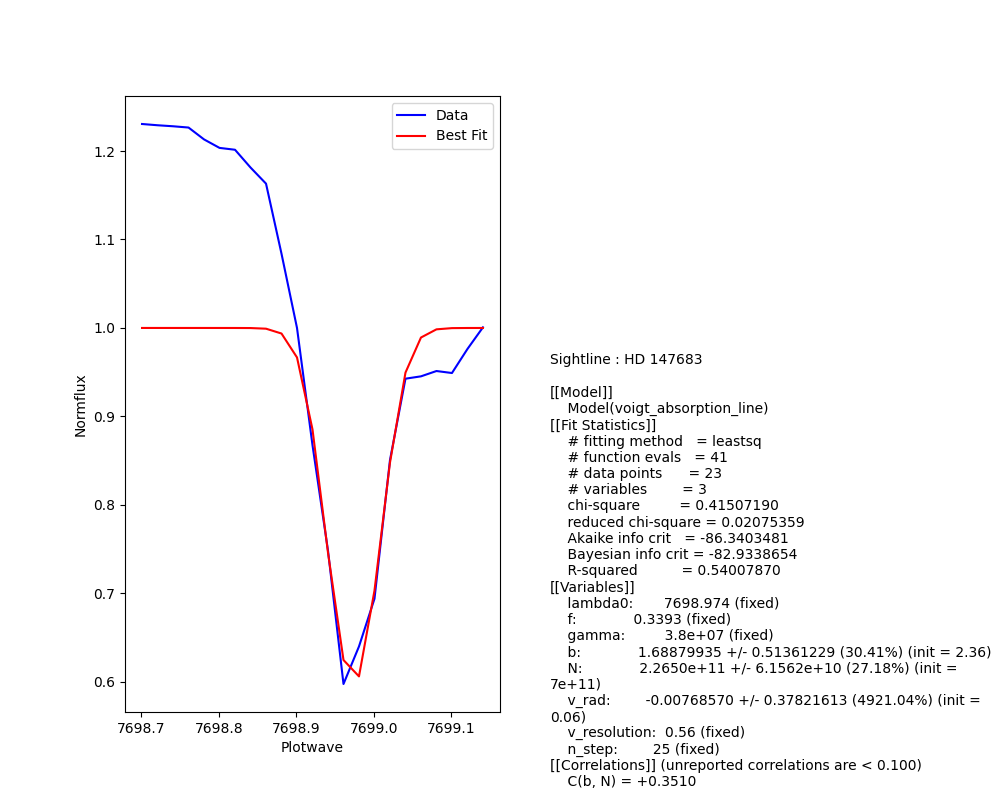 Data
Best Fit
1.2
1.1
1.0
0.9
0.8
0.7
0.6
Normflux
7698.7 7698.8 7698.9 7699.0 7699.1
Plotwave
Sightline : HD 147683
[[Model]]
Model(voigt_absorption_line)
[[Fit Statistics]]
# fitting method = leastsq
# function evals = 41
# data points = 23
# variables = 3
chi-square = 0.41507190
reduced chi-square = 0.02075359
Akaike info crit = -86.3403481
Bayesian info crit = -82.9338654
R-squared = 0.54007870
[[Variables]]
lambda0: 7698.974 (fixed)
f: 0.3393 (fixed)
gamma: 3.8e+07 (fixed)
b: 1.68879935 +/- 0.51361229 (30.41%) (init = 2.36)
N: 2.2650e+11 +/- 6.1562e+10 (27.18%) (init =
7e+11)
v_rad: -0.00768570 +/- 0.37821613 (4921.04%) (init =
0.06)
v_resolution: 0.56 (fixed)
n_step: 25 (fixed)
[[Correlations]] (unreported correlations are < 0.100)
C(b, N) = +0.3510